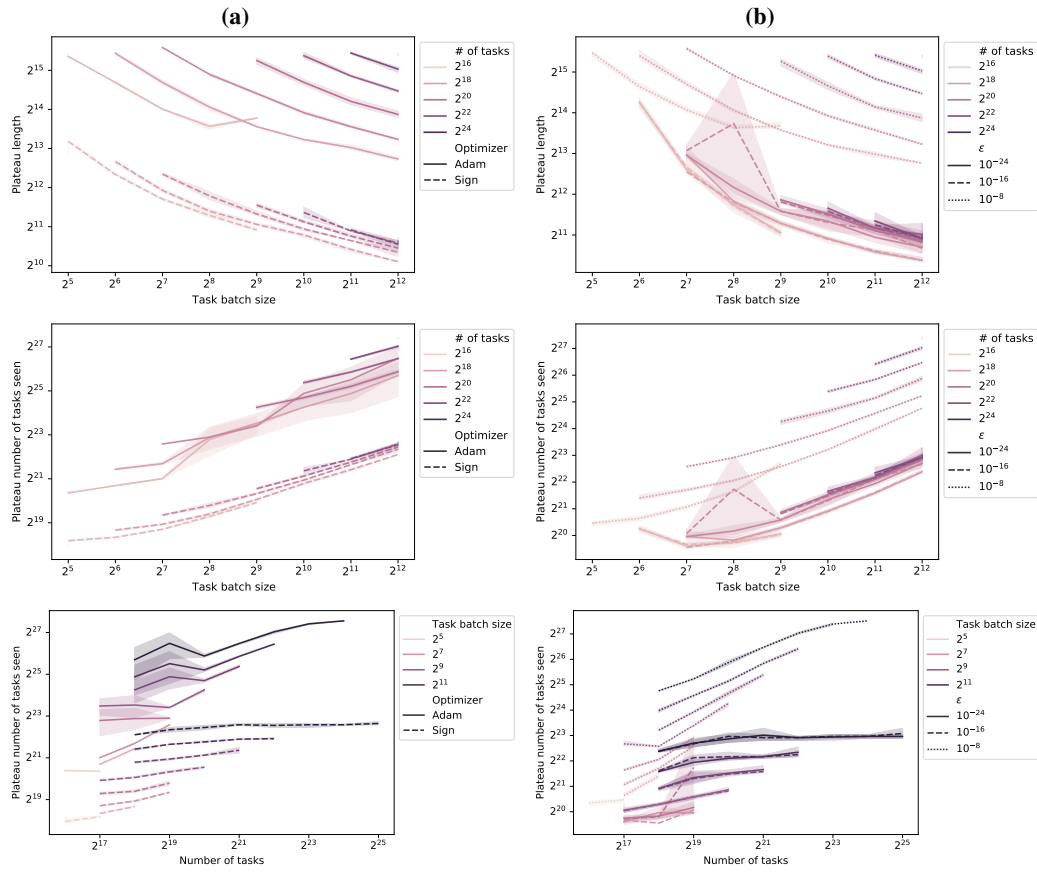 (a)
(b)
2^15
2^14
2^13
2^12
2^11
2^10
Plateau length
2^5 2^6 2^7 2^8 2^9 2^10 2^11 2^12
Task batch size
# of tasks
2^16
2^18
2^20
2^22
2^24
Optimizer
Adam
Sign
2^15
2^14
2^13
2^12
2^11
Plateau length
2^5 2^6 2^7 2^8 2^9 2^10 2^11 2^12
Task batch size
# of tasks
2^16
2^18
2^20
2^22
2^24
ε
10^−24
10^−16
10^−8
2^27
2^25
2^23
2^21
2^19
Plateau number of tasks seen
2^5 2^6 2^7 2^8 2^9 2^10 2^11 2^12
Task batch size
# of tasks
2^16
2^18
2^20
2^22
2^24
Optimizer
Adam
Sign
2^27
2^26
2^25
2^24
2^23
2^22
2^21
2^20
Plateau number of tasks seen
2^5 2^6 2^7 2^8 2^9 2^10 2^11 2^12
Task batch size
# of tasks
2^16
2^18
2^20
2^22
2^24
ε
10^−24
10^−16
10^−8
2^27
2^25
2^23
2^21
2^19
Plateau number of tasks seen
2^17 2^19 2^21 2^23 2^25
Number of tasks
Task batch size
2^5
2^7
2^9
2^11
Optimizer
Adam
Sign
2^27
2^26
2^25
2^24
2^23
2^22
2^21
2^20
Plateau number of tasks seen
2^17 2^19 2^21 2^23 2^25
Number of tasks
Task batch size
2^5
2^7
2^9
2^11
ε
10^−24
10^−16
10^−8